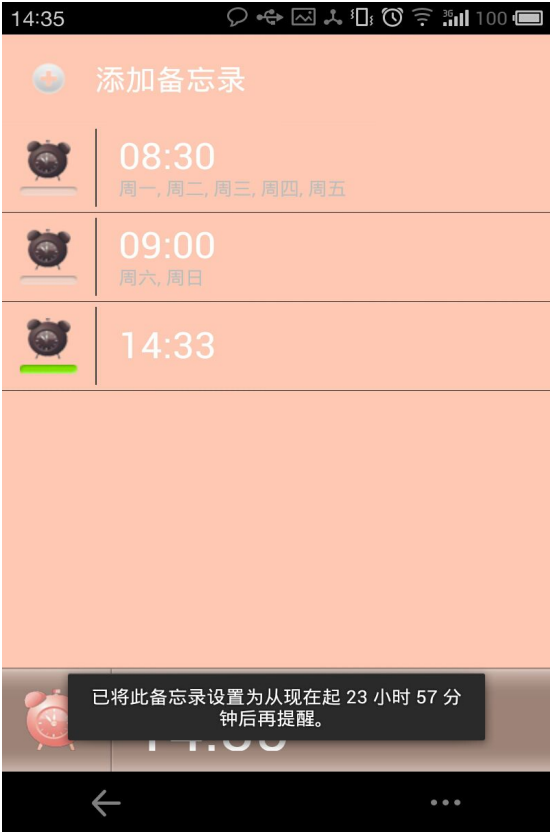 14:35
3G
100
添加备忘录
08:30
周一, 周二, 周三, 周四, 周五
09:00
周六, 周日
14:33
已将此备忘录设置为从现在起 23 小时 57 分
钟后再提醒。